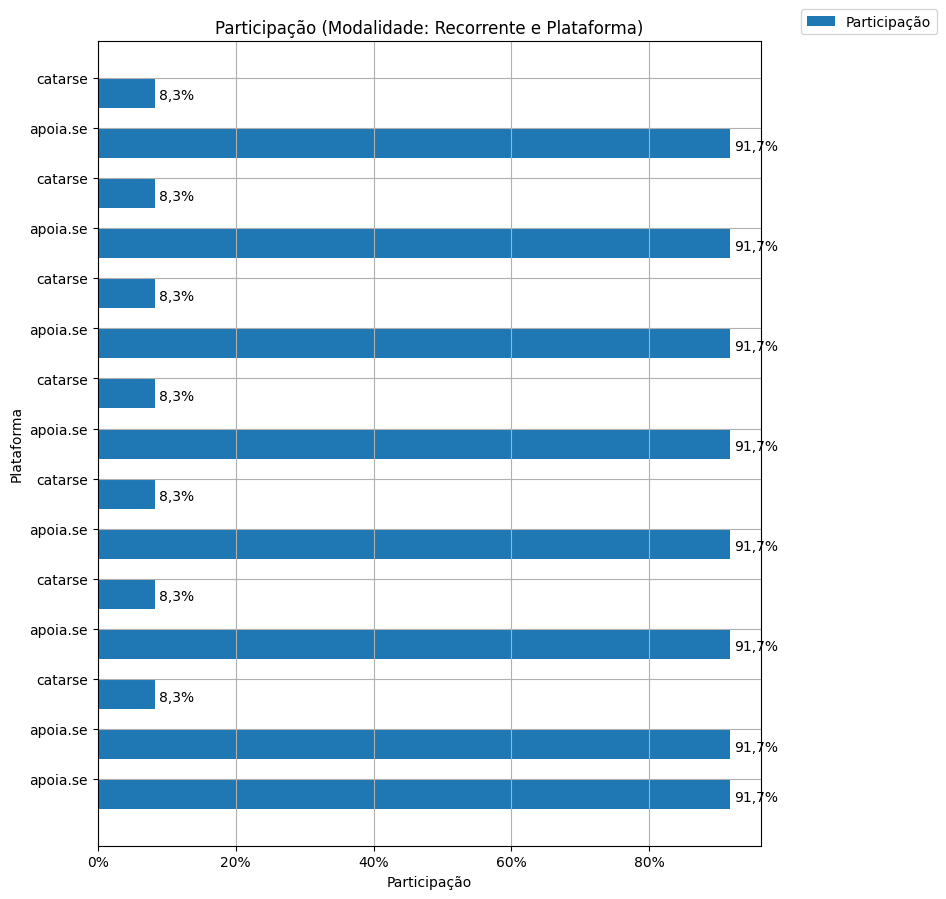 Participação (Modalidade: Recorrente e Plataforma)
Participação
catarse
8,3%
apoia.se
91,7%
catarse
8,3%
apoia.se
91,7%
catarse
8,3%
apoia.se
91,7%
catarse
8,3%
apoia.se
91,7%
catarse
8,3%
apoia.se
91,7%
catarse
8,3%
apoia.se
91,7%
catarse
8,3%
apoia.se
91,7%
apoia.se
91,7%
Plataforma
0% 20% 40% 60% 80%
Participação